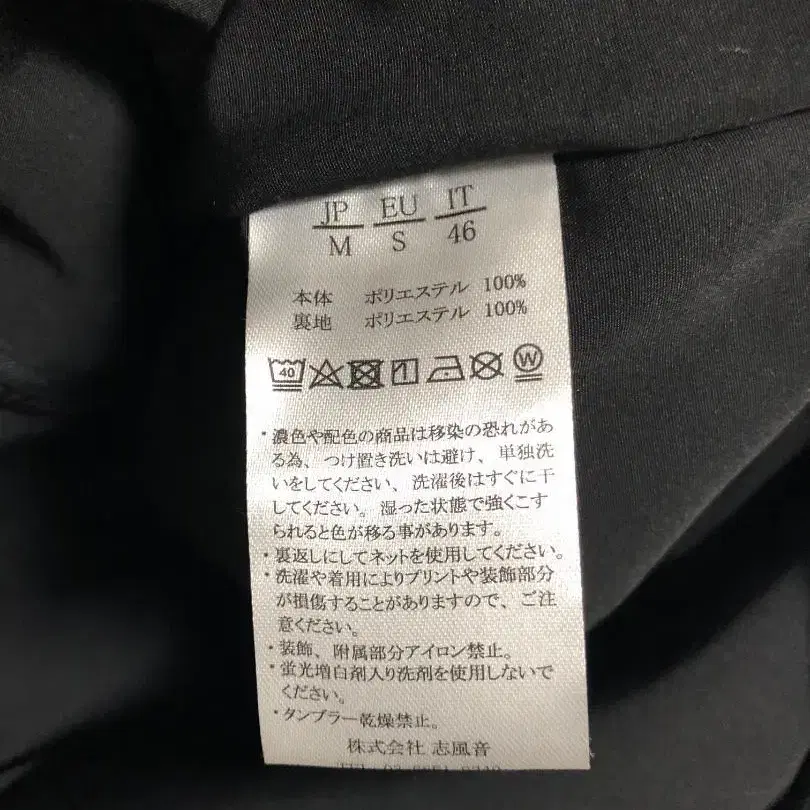 JP EU IT
M S 46
本体 ポリエステル 100%
裏地 ポリエステル 100%
40 W
・濃色や配色の商品は移染の恐れがあ
る為、つけ置き洗いは避け、単独洗
いをしてください、洗濯後はすぐに干
してください。湿った状態で強くこす
られると色が移る事があります。
・裏返しにしてネットを使用してください。
・洗濯や着用によりプリントや装飾部分
が損傷することがありますので、ご注
意ください。
・装飾、附属部分アイロン禁止。
・蛍光増白剤入り洗剤を使用しないで
ください。
・タンブラー乾燥禁止。
株式会社 志風音